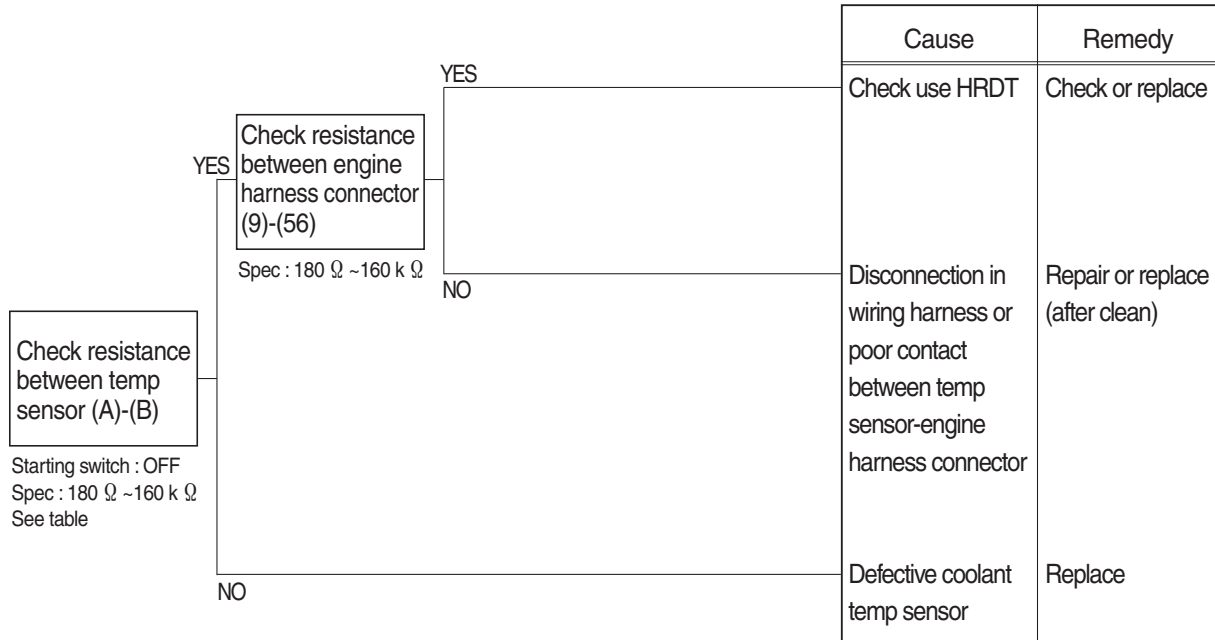 Cause
Remedy
YES
Check use HRDT
Check or replace
Check resistance
between engine
harness connector
(9)-(56)
YES
Spec : 180 Ω ~160 k Ω
NO
Disconnection in
wiring harness or
poor contact
between temp
sensor-engine
harness connector
Repair or replace
(after clean)
Check resistance
between temp
sensor (A)-(B)
Starting switch : OFF
Spec : 180 Ω ~160 k Ω
See table
NO
Defective coolant
temp sensor
Replace